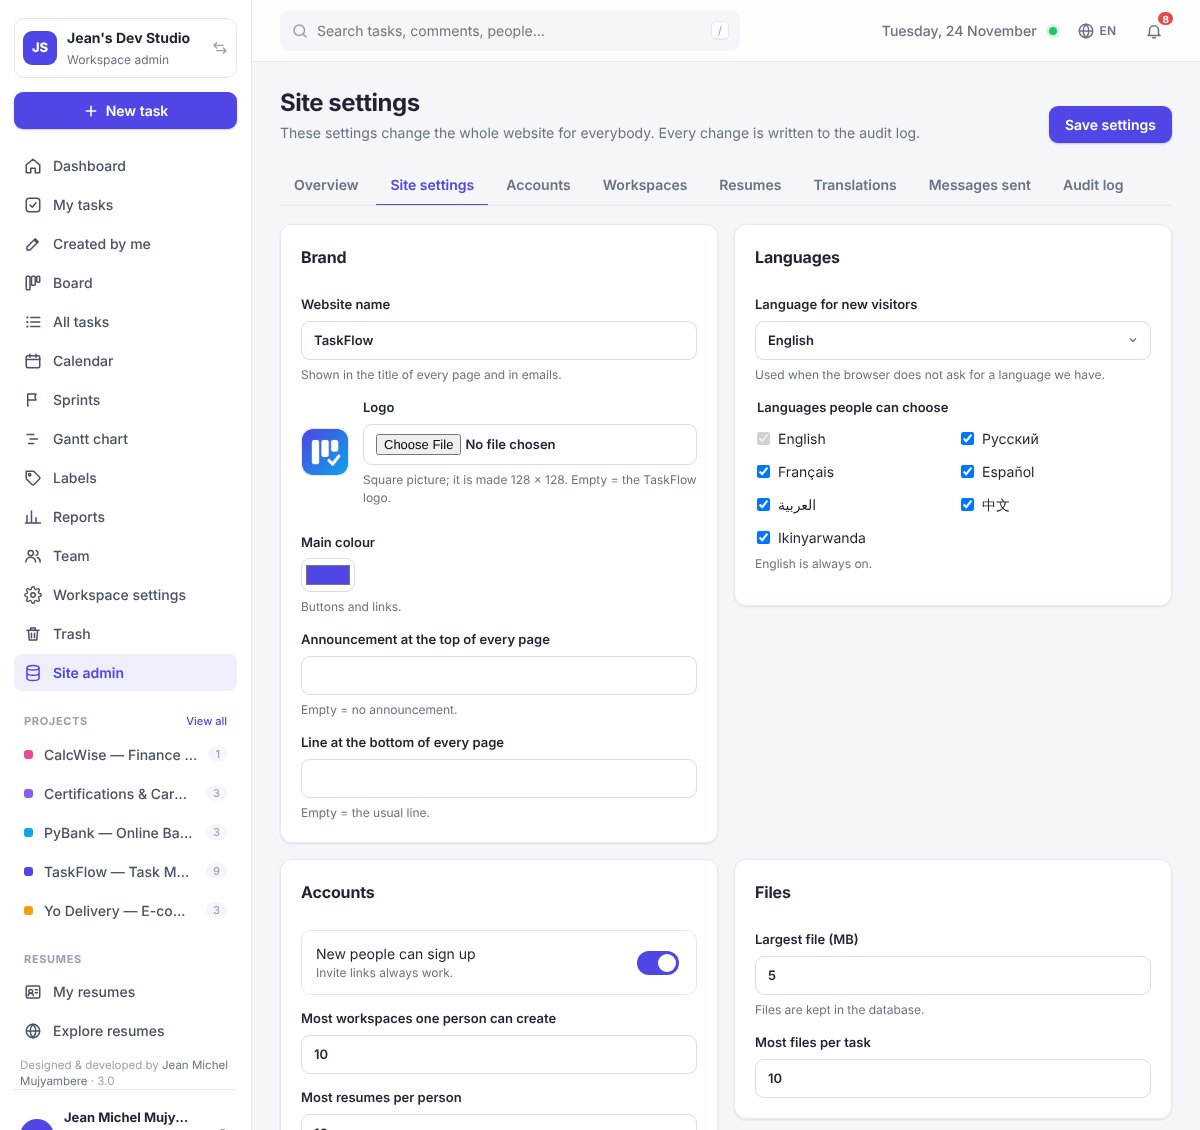 JS
Jean's Dev Studio
Workspace admin
New task
Dashboard
My tasks
Created by me
Board
All tasks
Calendar
Sprints
Gantt chart
Labels
Reports
Team
Workspace settings
Trash
Site admin
PROJECTS
View all
CalcWise — Finance ... 1
Certifications & Car... 3
PyBank — Online Ba... 3
TaskFlow — Task M... 9
Yo Delivery — E-co... 3
RESUMES
My resumes
Explore resumes
Designed & developed by Jean Michel
Mujyambere · 3.0
Jean Michel Mujy...
Search tasks, comments, people...
/
Tuesday, 24 November
EN
8
Site settings
These settings change the whole website for everybody. Every change is written to the audit log.
Save settings
Overview
Site settings
Accounts
Workspaces
Resumes
Translations
Messages sent
Audit log
Brand
Website name
TaskFlow
Shown in the title of every page and in emails.
Logo
Choose File No file chosen
Square picture; it is made 128 × 128. Empty = the TaskFlow
logo.
Main colour
Buttons and links.
Announcement at the top of every page
Empty = no announcement.
Line at the bottom of every page
Empty = the usual line.
Languages
Language for new visitors
English
Used when the browser does not ask for a language we have.
Languages people can choose
English
Русский
Français
Español
العربية
中文
Ikinyarwanda
English is always on.
Accounts
New people can sign up
Invite links always work.
Most workspaces one person can create
10
Most resumes per person
Files
Largest file (MB)
5
Files are kept in the database.
Most files per task
10